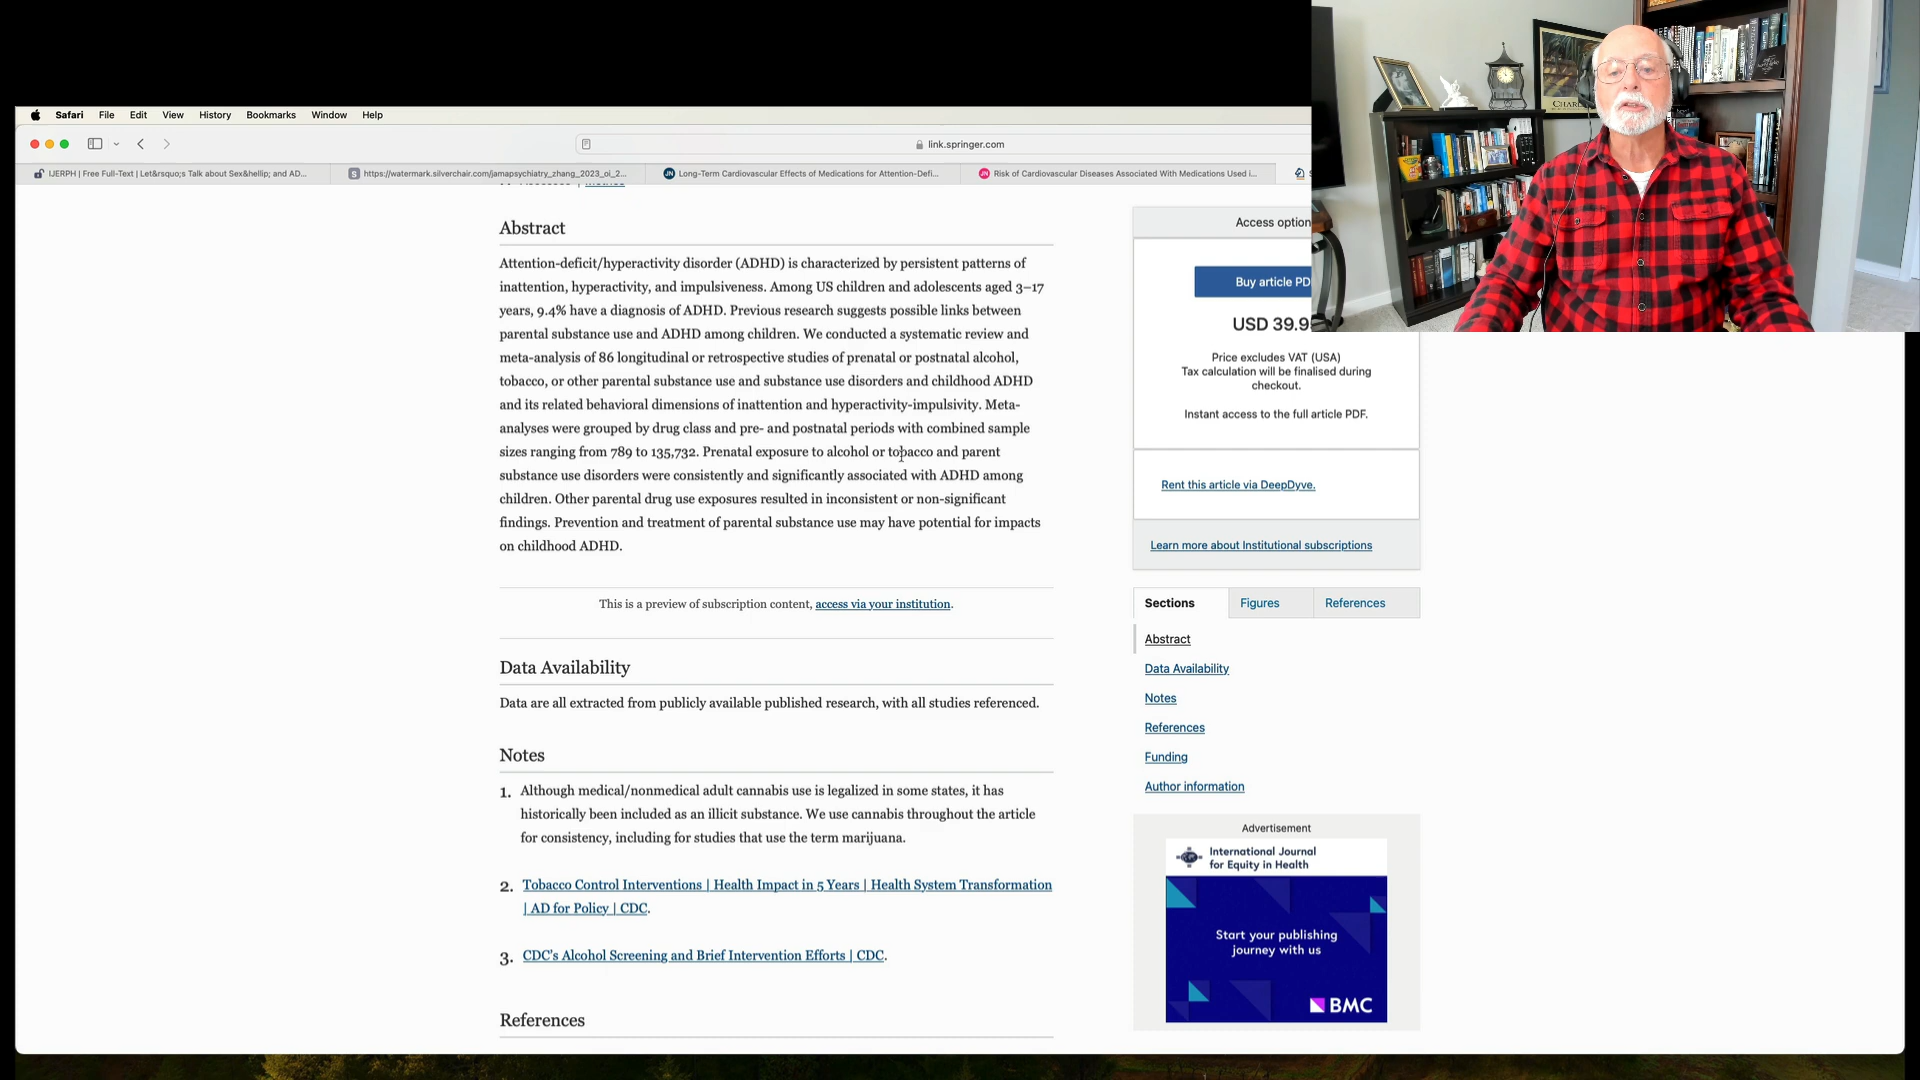 Safari File Edit View History Bookmarks Window Help
link.springer.com
IJERPH | Free Full-Text | Let&rsquo;s Talk about Sex&hellip; and AD...
https://watermark.silverchair.com/jamapsychiatry_zhang_2023_oi_2...
Long-Term Cardiovascular Effects of Medications for Attention-Defi...
Risk of Cardiovascular Diseases Associated With Medications Used i...
Abstract
Attention-deficit/hyperactivity disorder (ADHD) is characterized by persistent patterns of
inattention, hyperactivity, and impulsiveness. Among US children and adolescents aged 3–17
years, 9.4% have a diagnosis of ADHD. Previous research suggests possible links between
parental substance use and ADHD among children. We conducted a systematic review and
meta-analysis of 86 longitudinal or retrospective studies of prenatal or postnatal alcohol,
tobacco, or other parental substance use and substance use disorders and childhood ADHD
and its related behavioral dimensions of inattention and hyperactivity-impulsivity. Meta-
analyses were grouped by drug class and pre- and postnatal periods with combined sample
sizes ranging from 789 to 135,732. Prenatal exposure to alcohol or tobacco and parent
substance use disorders were consistently and significantly associated with ADHD among
children. Other parental drug use exposures resulted in inconsistent or non-significant
findings. Prevention and treatment of parental substance use may have potential for impacts
on childhood ADHD.
This is a preview of subscription content, access via your institution.
Data Availability
Data are all extracted from publicly available published research, with all studies referenced.
Notes
1. Although medical/nonmedical adult cannabis use is legalized in some states, it has
historically been included as an illicit substance. We use cannabis throughout the article
for consistency, including for studies that use the term marijuana.
2. Tobacco Control Interventions | Health Impact in 5 Years | Health System Transformation
| AD for Policy | CDC.
3. CDC's Alcohol Screening and Brief Intervention Efforts | CDC.
References
Access option
Buy article PD
USD 39.9
Price excludes VAT (USA)
Tax calculation will be finalised during
checkout.
Instant access to the full article PDF.
Rent this article via DeepDyve.
Learn more about Institutional subscriptions
Sections Figures References
Abstract
Data Availability
Notes
References
Funding
Author information
Advertisement
International Journal
for Equity in Health
Start your publishing
journey with us
BMC